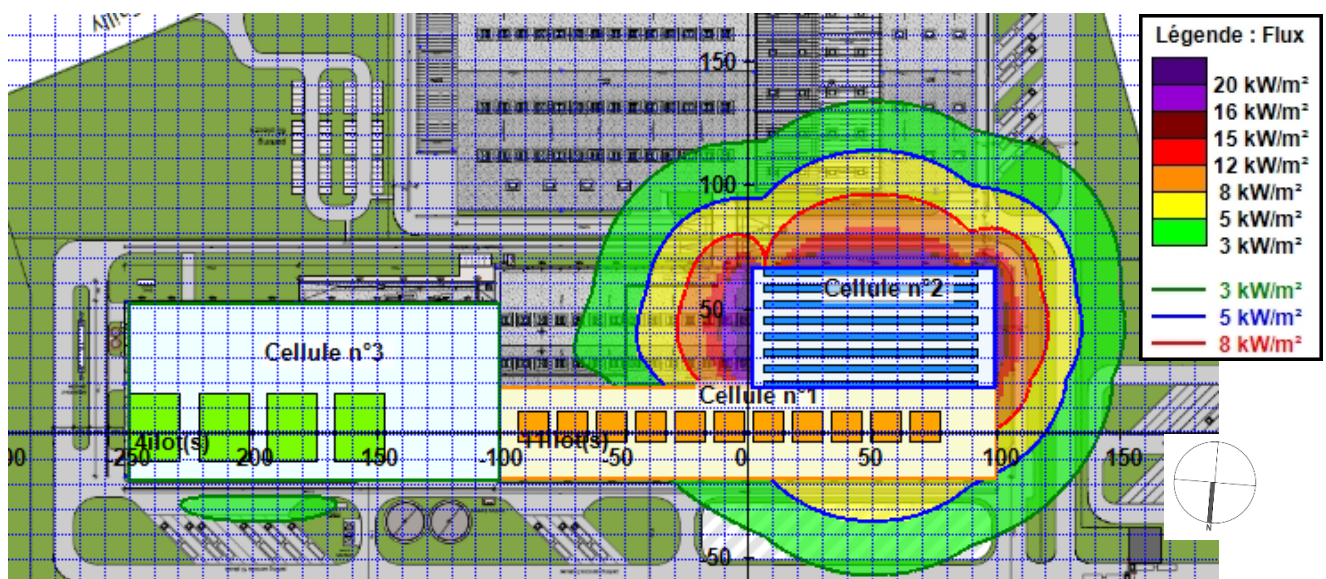 Légende : Flux
20 kW/m²
16 kW/m²
15 kW/m²
12 kW/m²
8 kW/m²
5 kW/m²
3 kW/m²
3 kW/m²
5 kW/m²
8 kW/m²
150
100
Cellule n°2
50
Cellule n°3
Cellule n°1
4ilot(s)
11ilot(s)
00
-250
200
150
-100
-50
0
50
100
150
-50
N